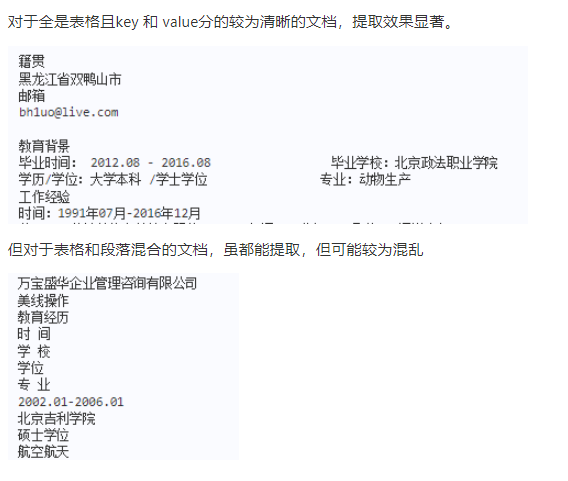 对于全是表格且key 和 value分的较为清晰的文档，提取效果显著。
籍贯
黑龙江省双鸭山市
邮箱
bh1uo@live.com
教育背景
毕业时间： 2012.08 - 2016.08 毕业学校：北京政法职业学院
学历/学位：大学本科 /学士学位 专业：动物生产
工作经验
时间：1991年07月-2016年12月
但对于表格和段落混合的文档，虽都能提取，但可能较为混乱
万宝盛华企业管理咨询有限公司
美线操作
教育经历
时 间
学 校
学位
专 业
2002.01-2006.01
北京吉利学院
硕士学位
航空航天